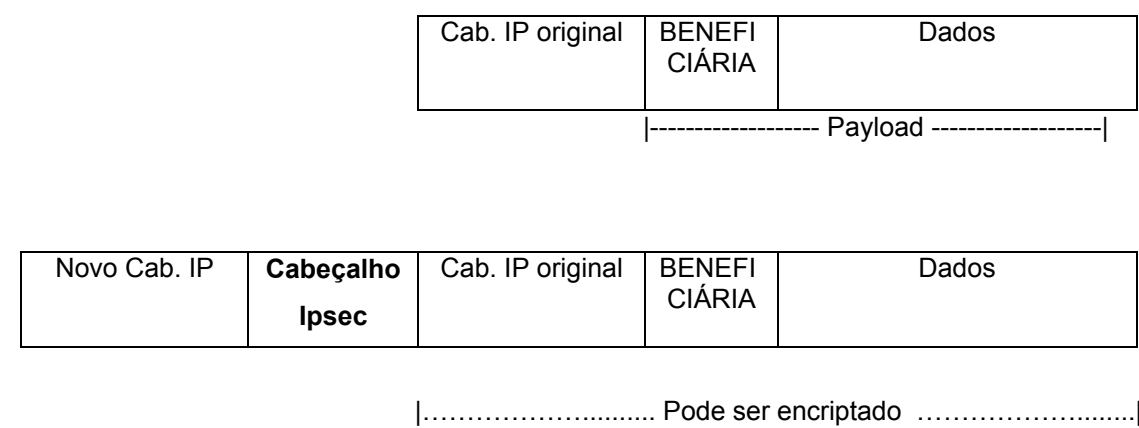 Cab. IP original BENEFI Dados
CIÁRIA
|------------------- Payload -------------------|
Novo Cab. IP Cabeçalho Cab. IP original BENEFI Dados
Ipsec CIÁRIA
|……………….......... Pode ser encriptado ……………….......|